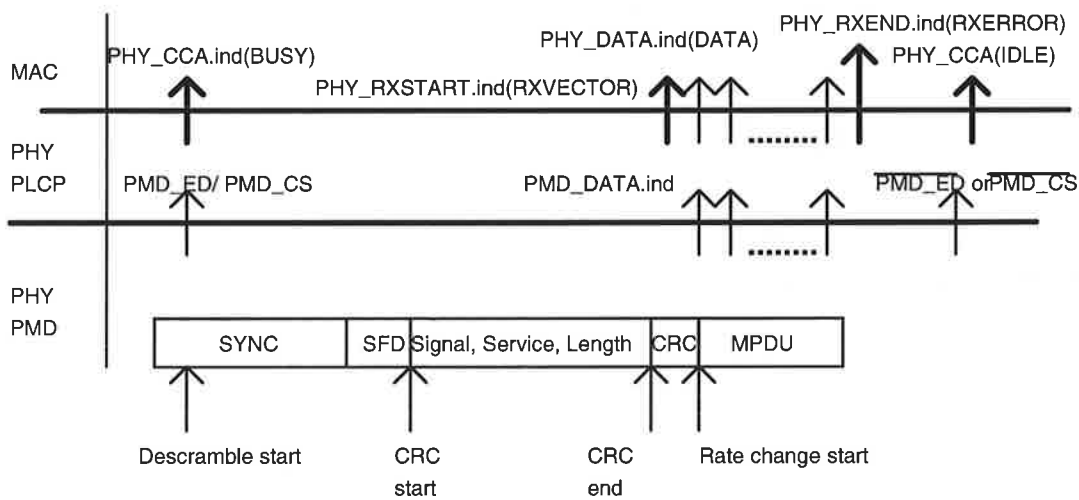 PHY_RXEND.ind(RXERROR)
PHY_DATA.ind(DATA)
PHY_CCA.ind(BUSY)
PHY_CCA(IDLE)
MAC
PHY_RXSTART.ind(RXVECTOR)
PHY
PLCP
PMD_ED/ PMD_CS
PMD_DATA.ind
PMD_ED or PMD_CS
PHY
PMD
SYNC
SFD
Signal, Service, Length
CRC
MPDU
Descramble start
CRC
start
CRC
end
Rate change start